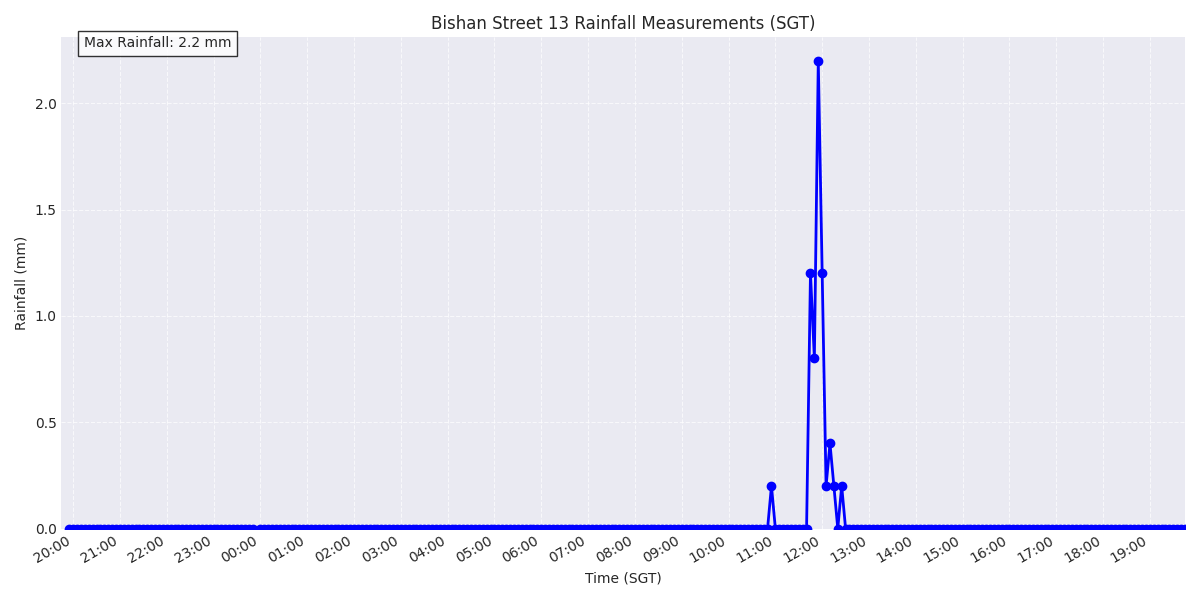 Bishan Street 13 Rainfall Measurements (SGT)
Max Rainfall: 2.2 mm
Rainfall (mm)
2.0
1.5
1.0
0.5
0.0
20:00 21:00 22:00 23:00 00:00 01:00 02:00 03:00 04:00 05:00 06:00 07:00 08:00 09:00 10:00 11:00 12:00 13:00 14:00 15:00 16:00 17:00 18:00 19:00
Time (SGT)